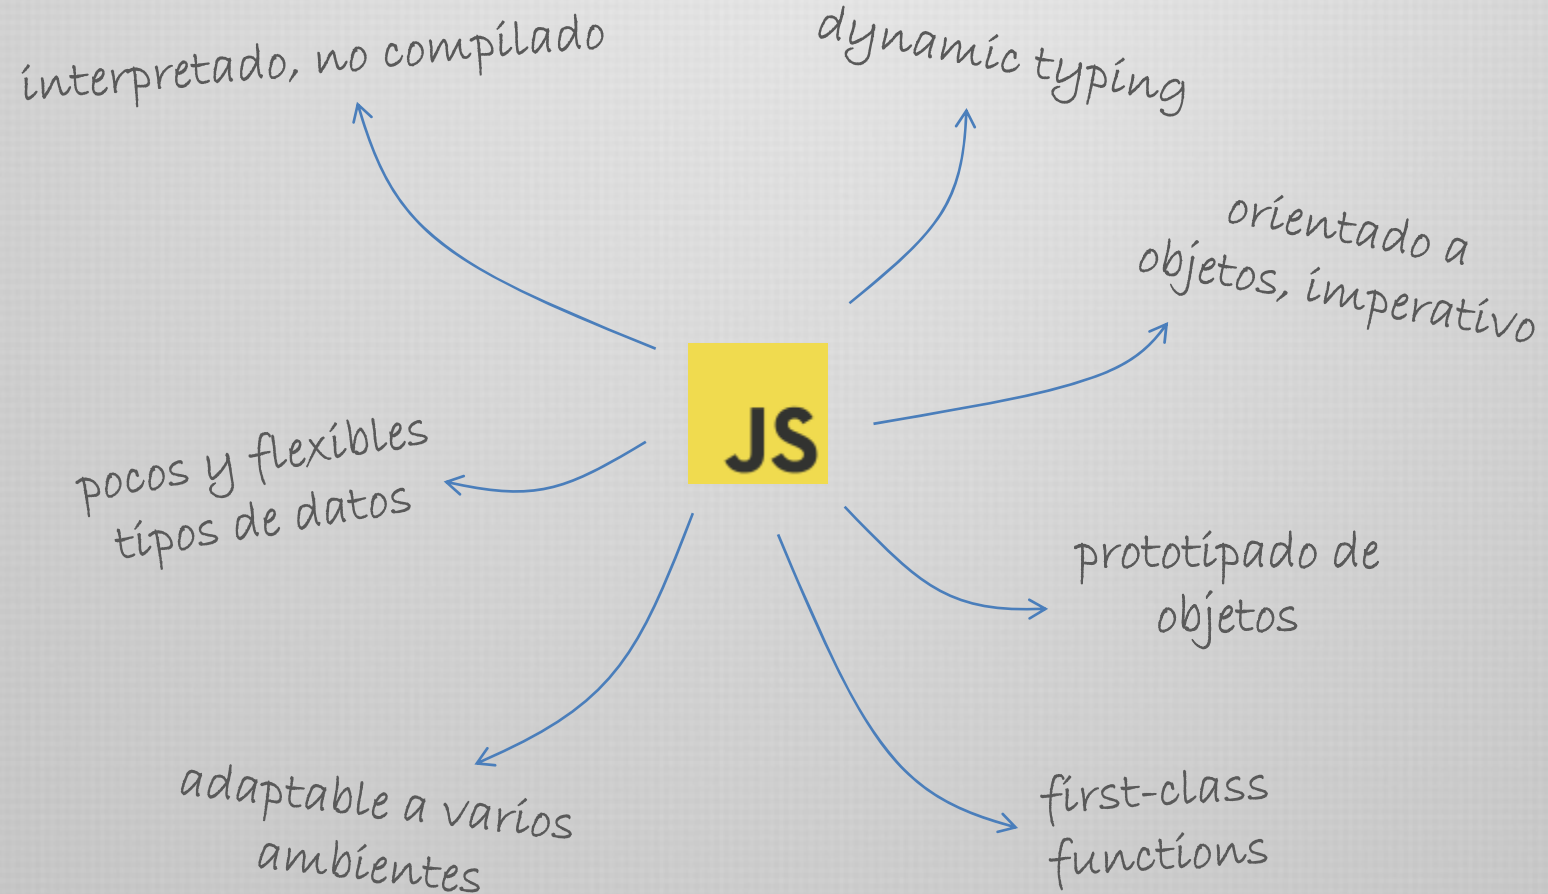 interpretado, no compilado
dynamic typing
orientado a
objetos, imperativo
JS
pocos y flexibles
tipos de datos
prototipado de
objetos
adaptable a varios
ambientes
first-class
functions